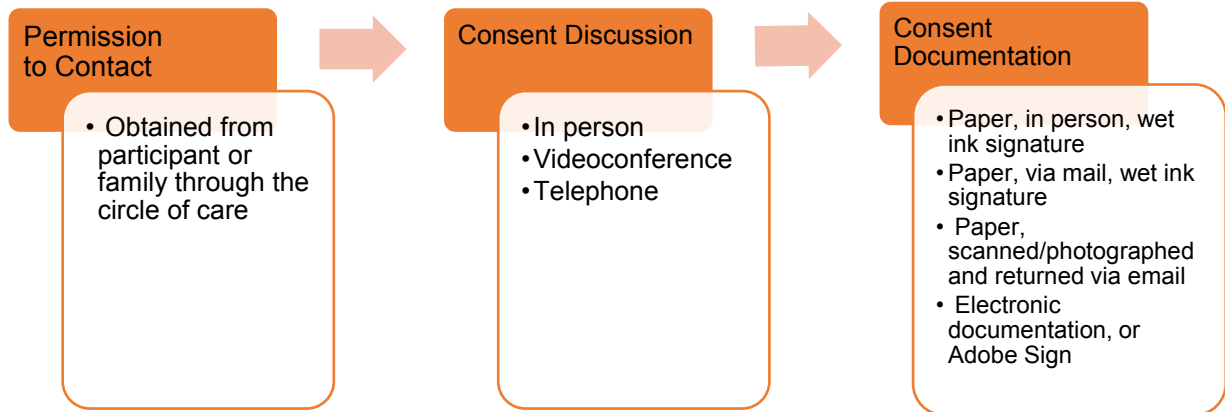 Permission
to Contact
• Obtained from
participant or
family through the
circle of care
Consent Discussion
•In person
•Videoconference
•Telephone
Consent
Documentation
•Paper, in person, wet
ink signature
•Paper, via mail, wet ink
signature
• Paper,
scanned/photographed
and returned via email
• Electronic
documentation, or
Adobe Sign